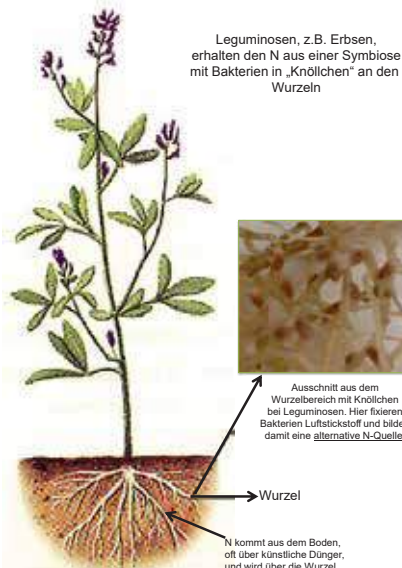 Leguminosen, z.B. Erbsen,
erhalten den N aus einer Symbiose
mit Bakterien in „Knöllchen“ an den
Wurzeln
Ausschnitt aus dem
Wurzelbereich mit Knöllchen
bei Leguminosen. Hier fixieren
Bakterien Luftstickstoff und bilde
damit eine alternative N-Quelle
Wurzel
N kommt aus dem Boden,
oft über künstliche Dünger,
und wird über die Wurzel